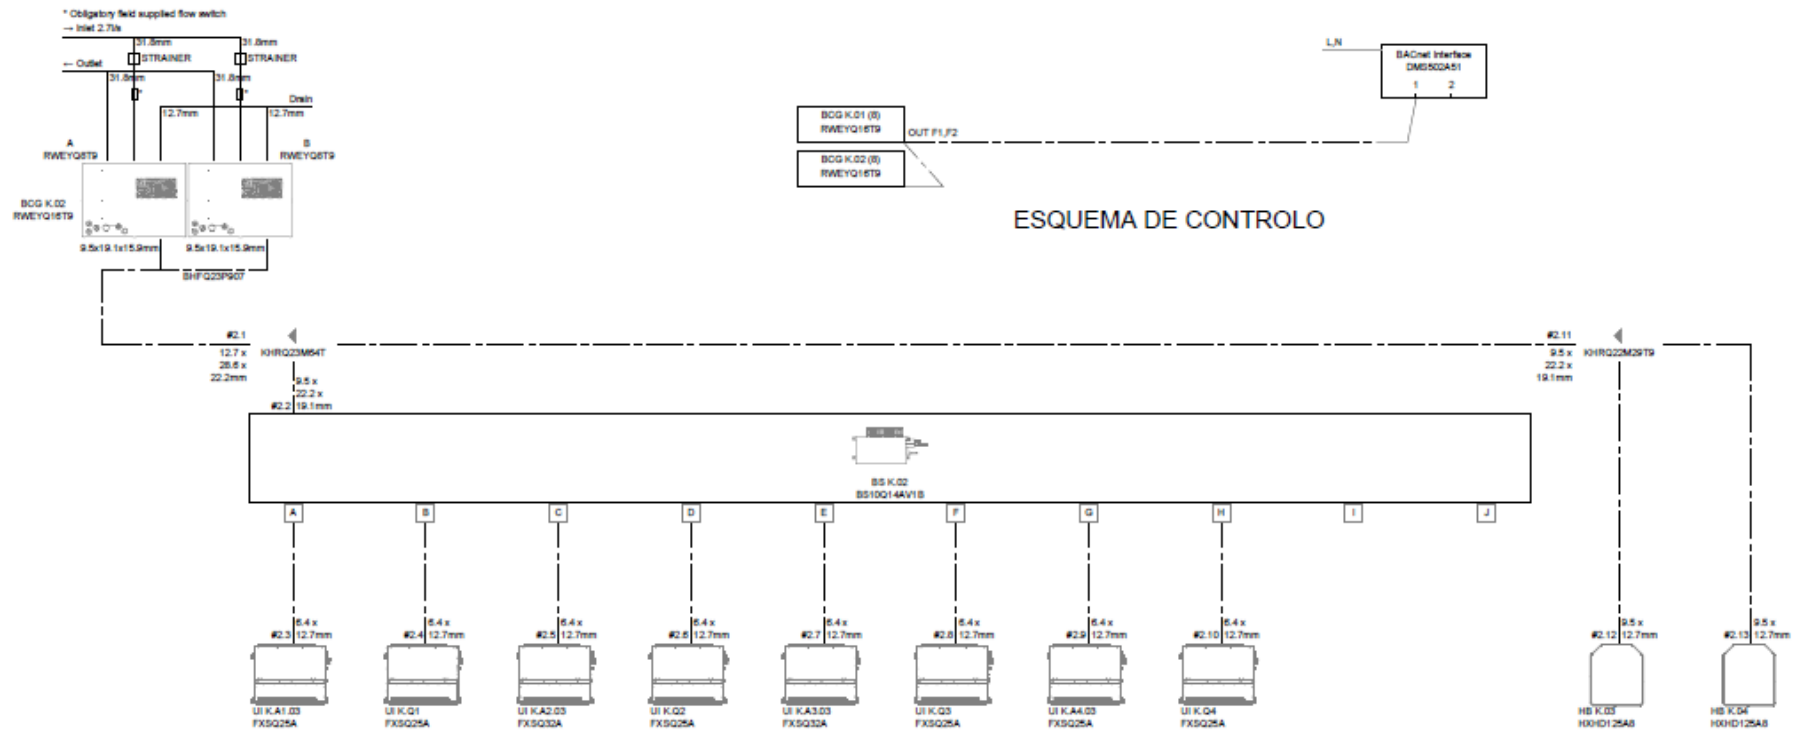 * Obligatory field supplied flow switch
→ Inlet 2.7l/s
31.8mm
31.8mm
STRAINER
STRAINER
← Outlet
31.8mm
31.8mm
*
*
Drain
12.7mm
12.7mm
A
RWEYQ8T9
B
RWEYQ8T9
BCG K.02
RWEYQ16T9
9.5x19.1x15.9mm
9.5x19.1x15.9mm
BHFQ23P907
L,N
BACnet Interface
DMS502A51
1 2
BCG K.01 (8)
RWEYQ16T9
OUT F1,F2
BCG K.02 (8)
RWEYQ16T9
ESQUEMA DE CONTROLO
#2.1
12.7 x
28.6 x
22.2mm
KHRQ23M64T
9.5 x
22.2 x
#2.2 19.1mm
#2.11
9.5 x
22.2 x
19.1mm
KHRQ22M29T9
BS K.02
BS10Q14AV1B
A B C D E F G H I J
6.4 x
#2.3 12.7mm
UI K.A1.03
FXSQ25A
6.4 x
#2.4 12.7mm
UI K.Q1
FXSQ25A
6.4 x
#2.5 12.7mm
UI K.A2.03
FXSQ32A
6.4 x
#2.6 12.7mm
UI K.Q2
FXSQ25A
6.4 x
#2.7 12.7mm
UI K.A3.03
FXSQ32A
6.4 x
#2.8 12.7mm
UI K.Q3
FXSQ25A
6.4 x
#2.9 12.7mm
UI K.A4.03
FXSQ25A
6.4 x
#2.10 12.7mm
UI K.Q4
FXSQ25A
9.5 x
#2.12 12.7mm
HB K.03
HXHD125A8
9.5 x
#2.13 12.7mm
HB K.04
HXHD125A8